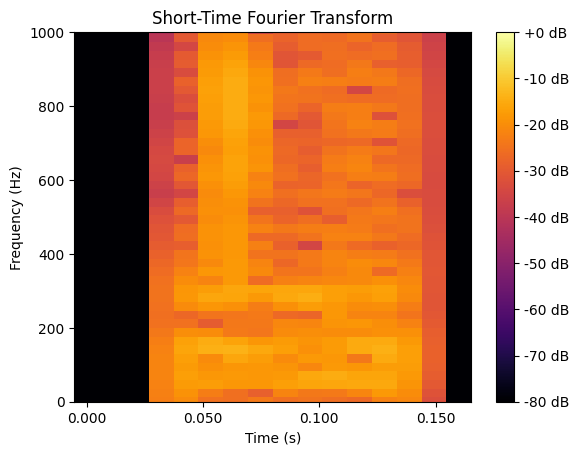 Short-Time Fourier Transform
1000
800
600
400
200
0
Frequency (Hz)
0.000
0.050
0.100
0.150
Time (s)
+0 dB
-10 dB
-20 dB
-30 dB
-40 dB
-50 dB
-60 dB
-70 dB
-80 dB